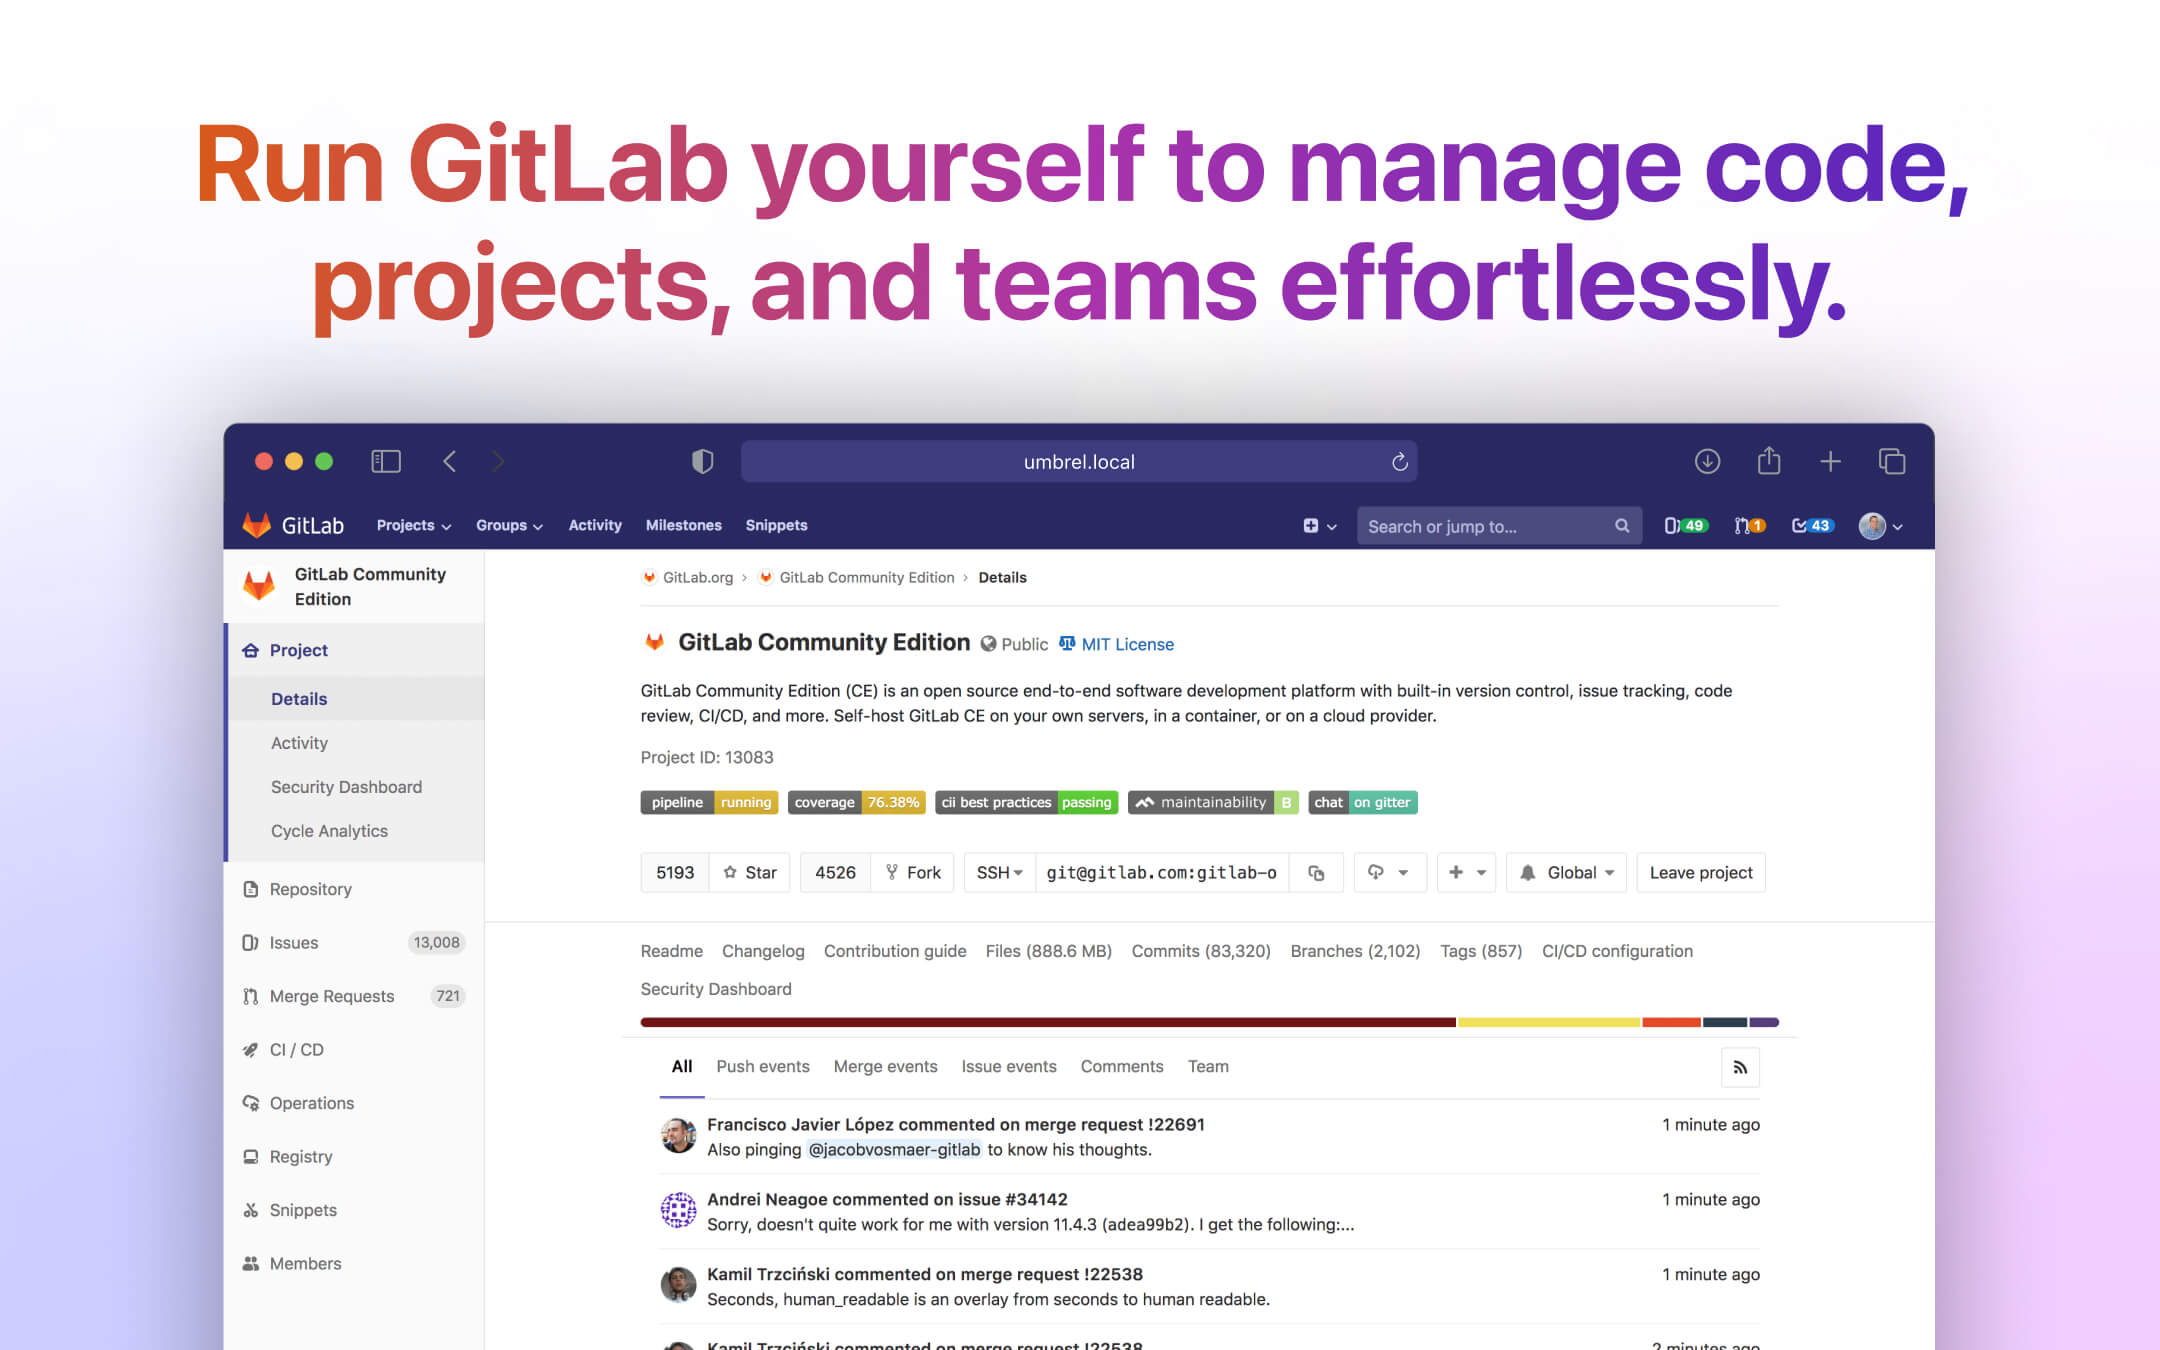 Run GitLab yourself to manage code,
projects, and teams effortlessly.
umbrel.local
GitLab Projects Groups Activity Milestones Snippets Search or jump to... 49 1 43
GitLab Community
Edition
Project
Details
Activity
Security Dashboard
Cycle Analytics
Repository
Issues 13,008
Merge Requests 721
CI / CD
Operations
Registry
Snippets
Members
GitLab.org › GitLab Community Edition › Details
GitLab Community Edition Public MIT License
GitLab Community Edition (CE) is an open source end-to-end software development platform with built-in version control, issue tracking, code
review, CI/CD, and more. Self-host GitLab CE on your own servers, in a container, or on a cloud provider.
Project ID: 13083
pipeline running coverage 76.38% cii best practices passing maintainability B chat on gitter
5193 Star 4526 Fork SSH git@gitlab.com:gitlab-o Global Leave project
Readme Changelog Contribution guide Files (888.6 MB) Commits (83,320) Branches (2,102) Tags (857) CI/CD configuration
Security Dashboard
All Push events Merge events Issue events Comments Team
Francisco Javier López commented on merge request !22691 1 minute ago
Also pinging @jacobvosmaer-gitlab to know his thoughts.
Andrei Neagoe commented on issue #34142 1 minute ago
Sorry, doesn't quite work for me with version 11.4.3 (adea99b2). I get the following:...
Kamil Trzciński commented on merge request !22538 1 minute ago
Seconds, human_readable is an overlay from seconds to human readable.
Kamil Trzciński commented on merge request !22538 2 minutes ago